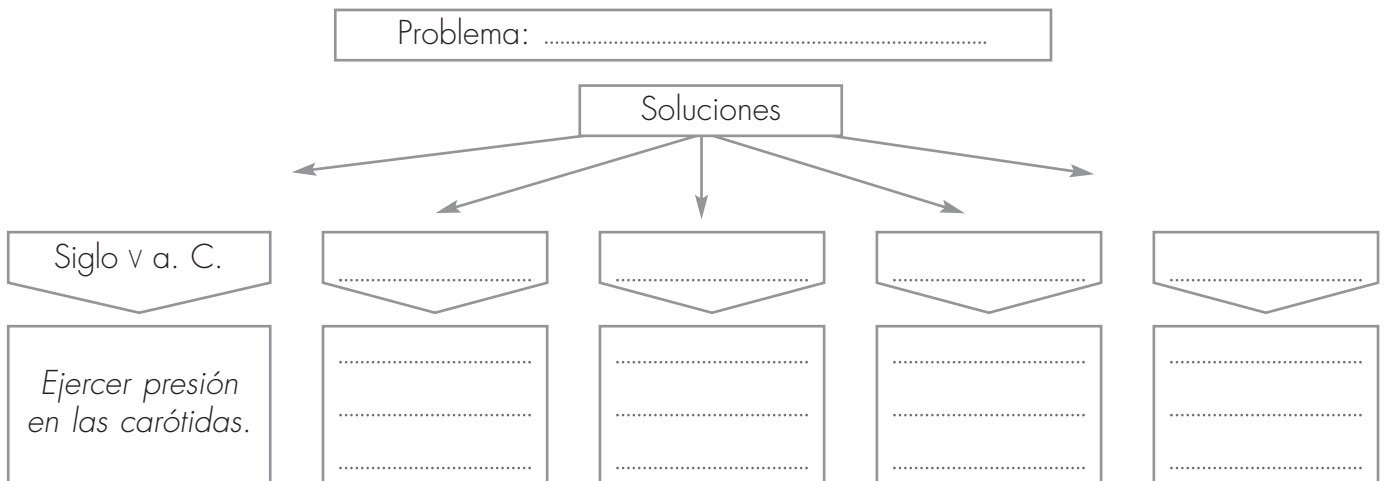 Problema: ................................................................................
Soluciones
Siglo V a. C.
Ejercer presión
en las carótidas.